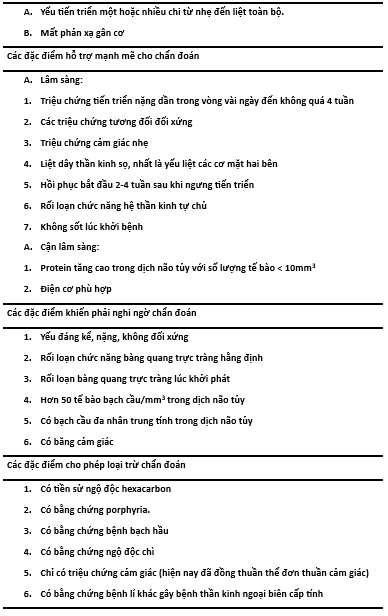 A. Yếu tiến triển một hoặc nhiều chi từ nhẹ đến liệt toàn bộ.
B. Mất phản xạ gân cơ
Các đặc điểm hỗ trợ mạnh mẽ cho chẩn đoán
A. Lâm sàng:
1. Triệu chứng tiến triển nặng dần trong vòng vài ngày đến không quá 4 tuần
2. Các triệu chứng tương đối đối xứng
3. Triệu chứng cảm giác nhẹ
4. Liệt dây thần kinh sọ, nhất là yếu liệt các cơ mặt hai bên
5. Hồi phục bắt đầu 2-4 tuần sau khi ngưng tiến triển
6. Rối loạn chức năng hệ thần kinh tự chủ
7. Không sốt lúc khởi bệnh
A. Cận lâm sàng:
1. Protein tăng cao trong dịch não tủy với số lượng tế bào < 10mm³
2. Điện cơ phù hợp
Các đặc điểm khiến phải nghi ngờ chẩn đoán
1. Yếu đáng kể, nặng, không đối xứng
2. Rối loạn chức năng bàng quang trực tràng hằng định
3. Rối loạn bàng quang trực tràng lúc khởi phát
4. Hơn 50 tế bào bạch cầu/mm³ trong dịch não tủy
5. Có bạch cầu đa nhân trung tính trong dịch não tủy
6. Có băng cảm giác
Các đặc điểm cho phép loại trừ chẩn đoán
1. Có tiền sử ngộ độc hexacarbon
2. Có bằng chứng porphyria.
3. Có bằng chứng bệnh bạch hầu
4. Có bằng chứng ngộ độc chì
5. Chỉ có triệu chứng cảm giác (hiện nay đã đồng thuận thể đơn thuần cảm giác)
6. Có bằng chứng bệnh lí khác gây bệnh thần kinh ngoại biên cấp tính